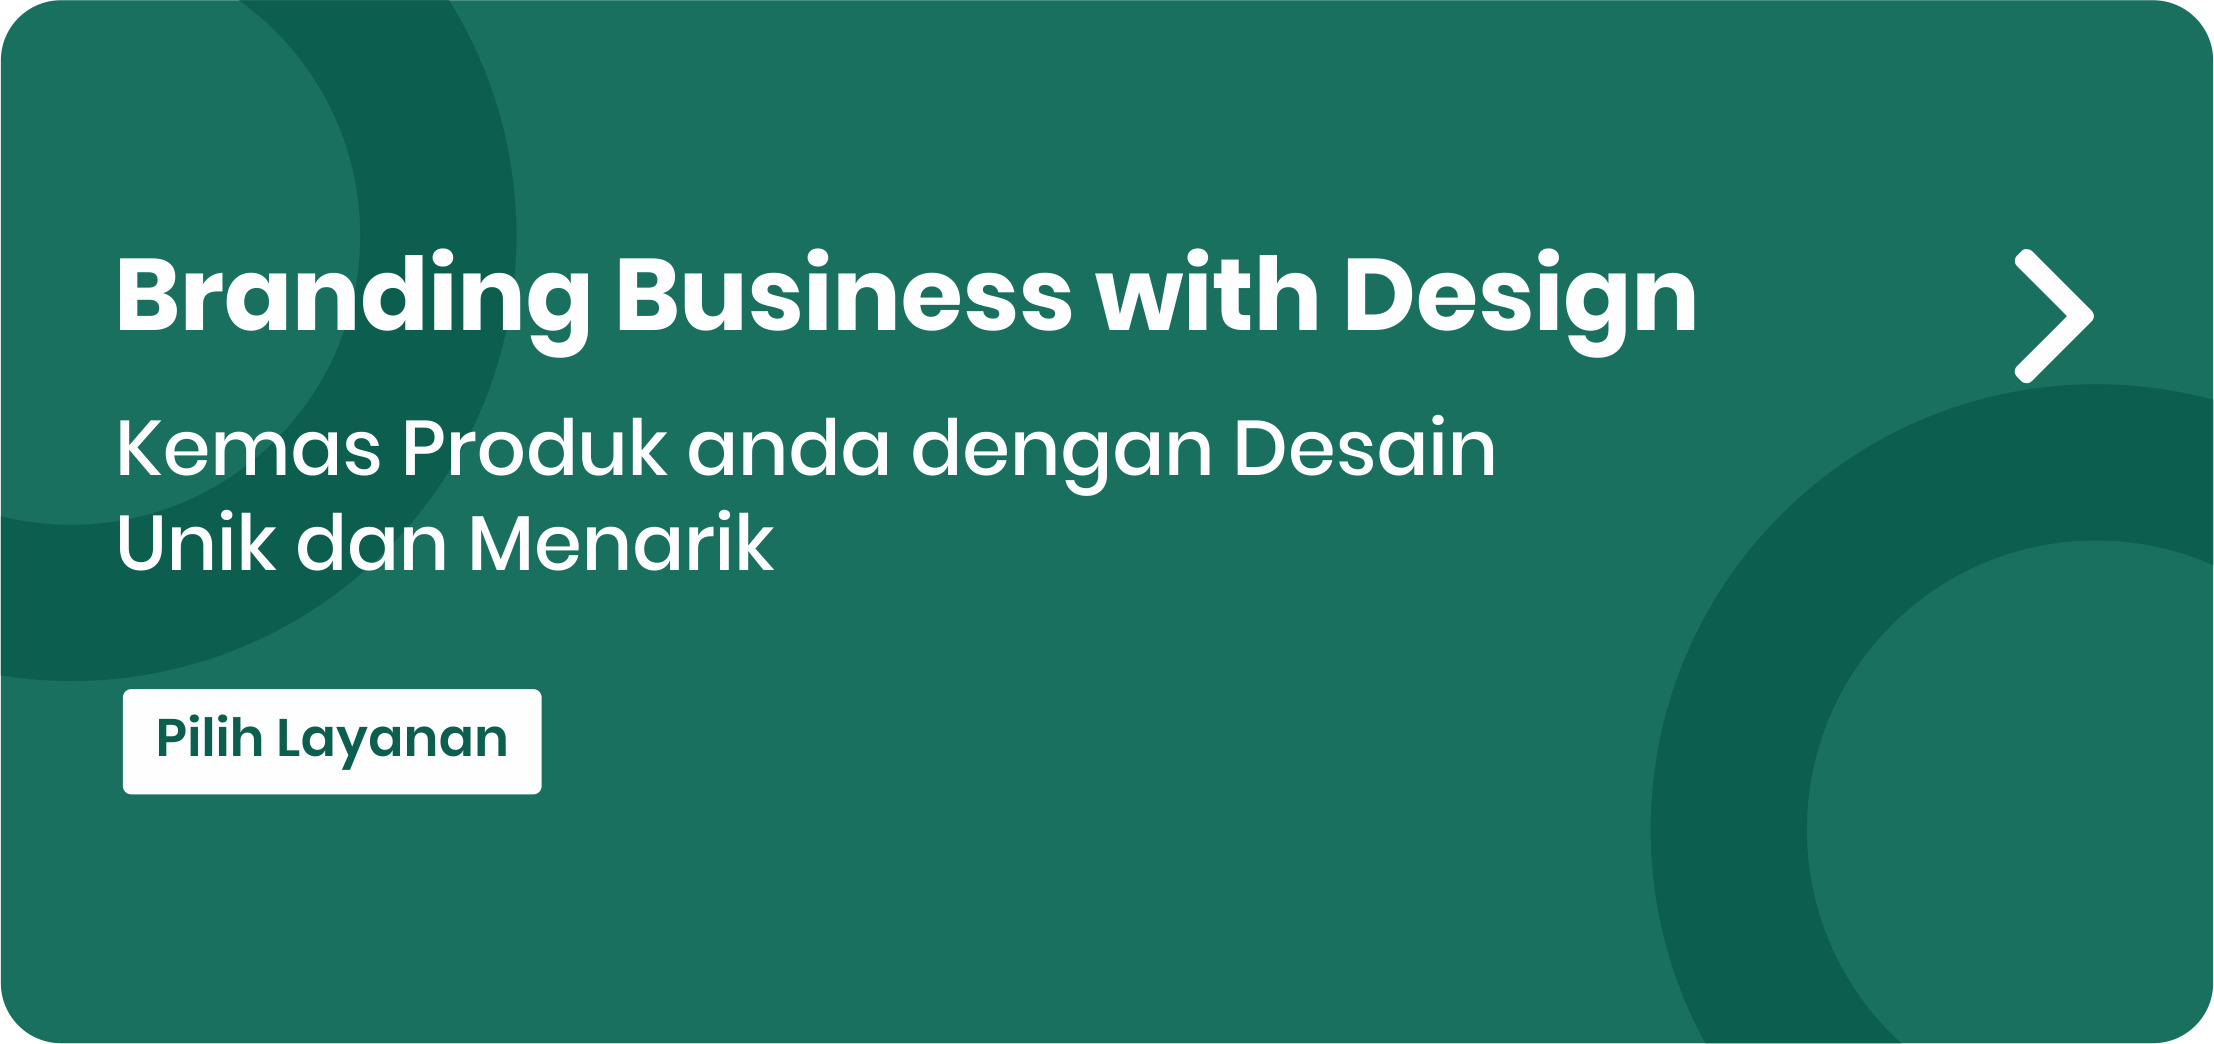 Branding Business with Design
Kemas Produk anda dengan Desain
Unik dan Menarik
Pilih Layanan